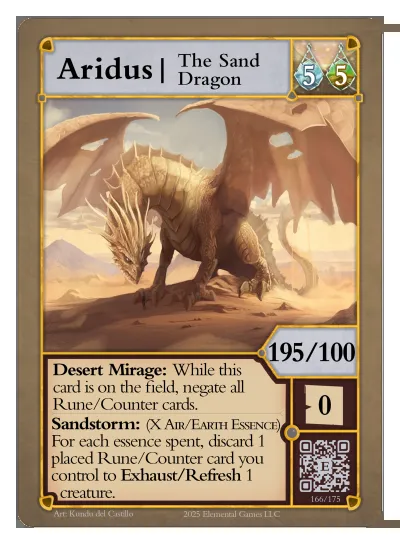 Aridus | The Sand
Dragon
5 5
195/100
Desert Mirage: While this
card is on the field, negate all
Rune/Counter cards.
Sandstorm: (X Air/Earth Essence)
For each essence spent, discard 1
placed Rune/Counter card you
control to Exhaust/Refresh 1
creature.
0
E
166/175
Art: Kundo del Castillo
2025 Elemental Games LLC